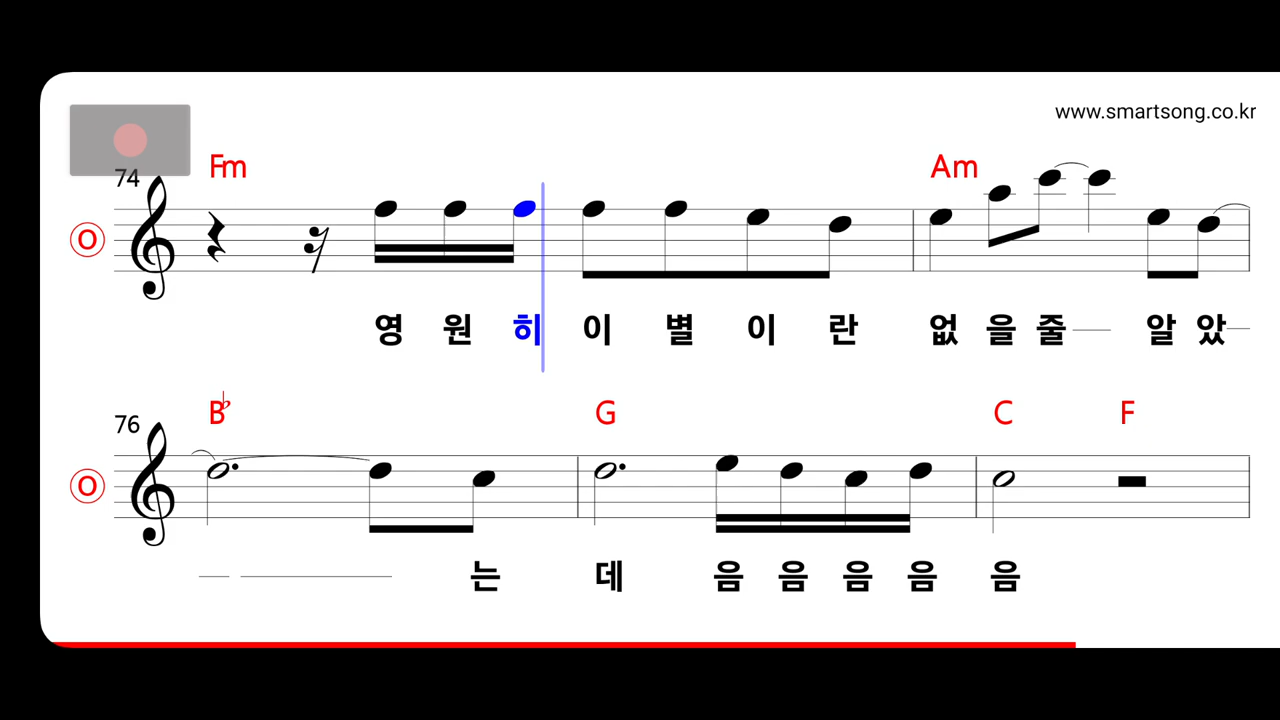 www.smartsong.co.kr
74 Fm Am
O
영 원 히 이 별 이 란 없 을 줄 알 았
76 B♭ G C F
O
는 데 음 음 음 음 음